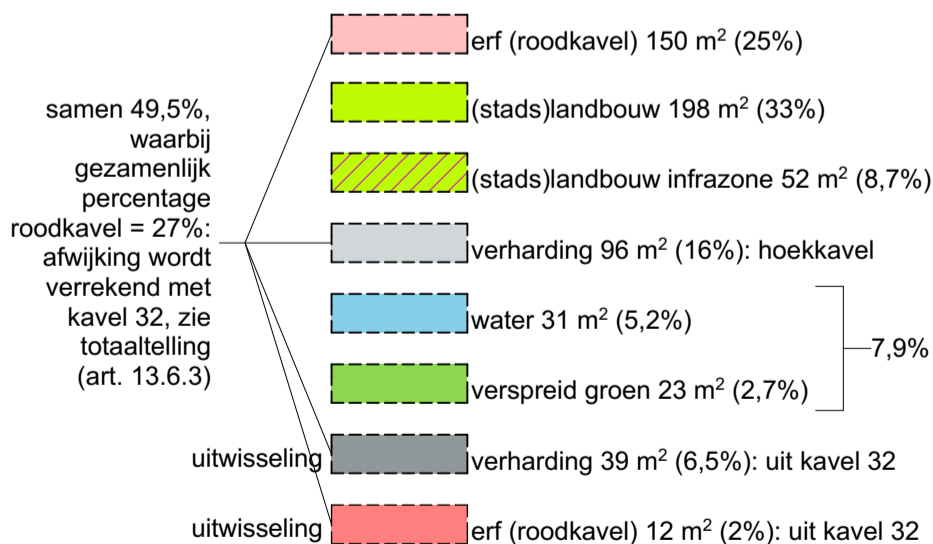 erf (roodkavel) 150 m² (25%)
(stads)landbouw 198 m² (33%)
(stads)landbouw infrazone 52 m² (8,7%)
verharding 96 m² (16%): hoekkavel
water 31 m² (5,2%)
verspreid groen 23 m² (2,7%)
7,9%
uitwisseling
verharding 39 m² (6,5%): uit kavel 32
uitwisseling
erf (roodkavel) 12 m² (2%): uit kavel 32
samen 49,5%,
waarbij
gezamenlijk
percentage
roodkavel = 27%:
afwijking wordt
verrekend met
kavel 32, zie
totaaltelling
(art. 13.6.3)